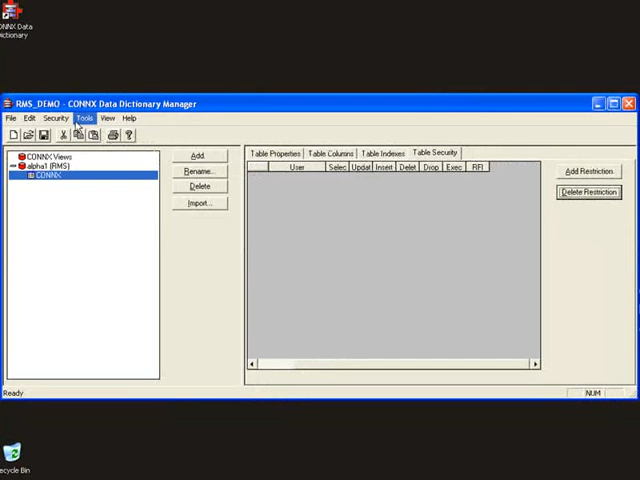 ONNX Data
Dictionary
RMS_DEMO - CONNX Data Dictionary Manager
File Edit Security Tools View Help
CONNX Views
alpha1 (RMS)
CONNX
Add
Rename...
Delete
Import...
Table Properties Table Columns Table Indexes Table Security
User Selec Updat Insert Delet Drop Exec RFI
Add Restriction
Delete Restriction
Ready NUM
ecycle Bin